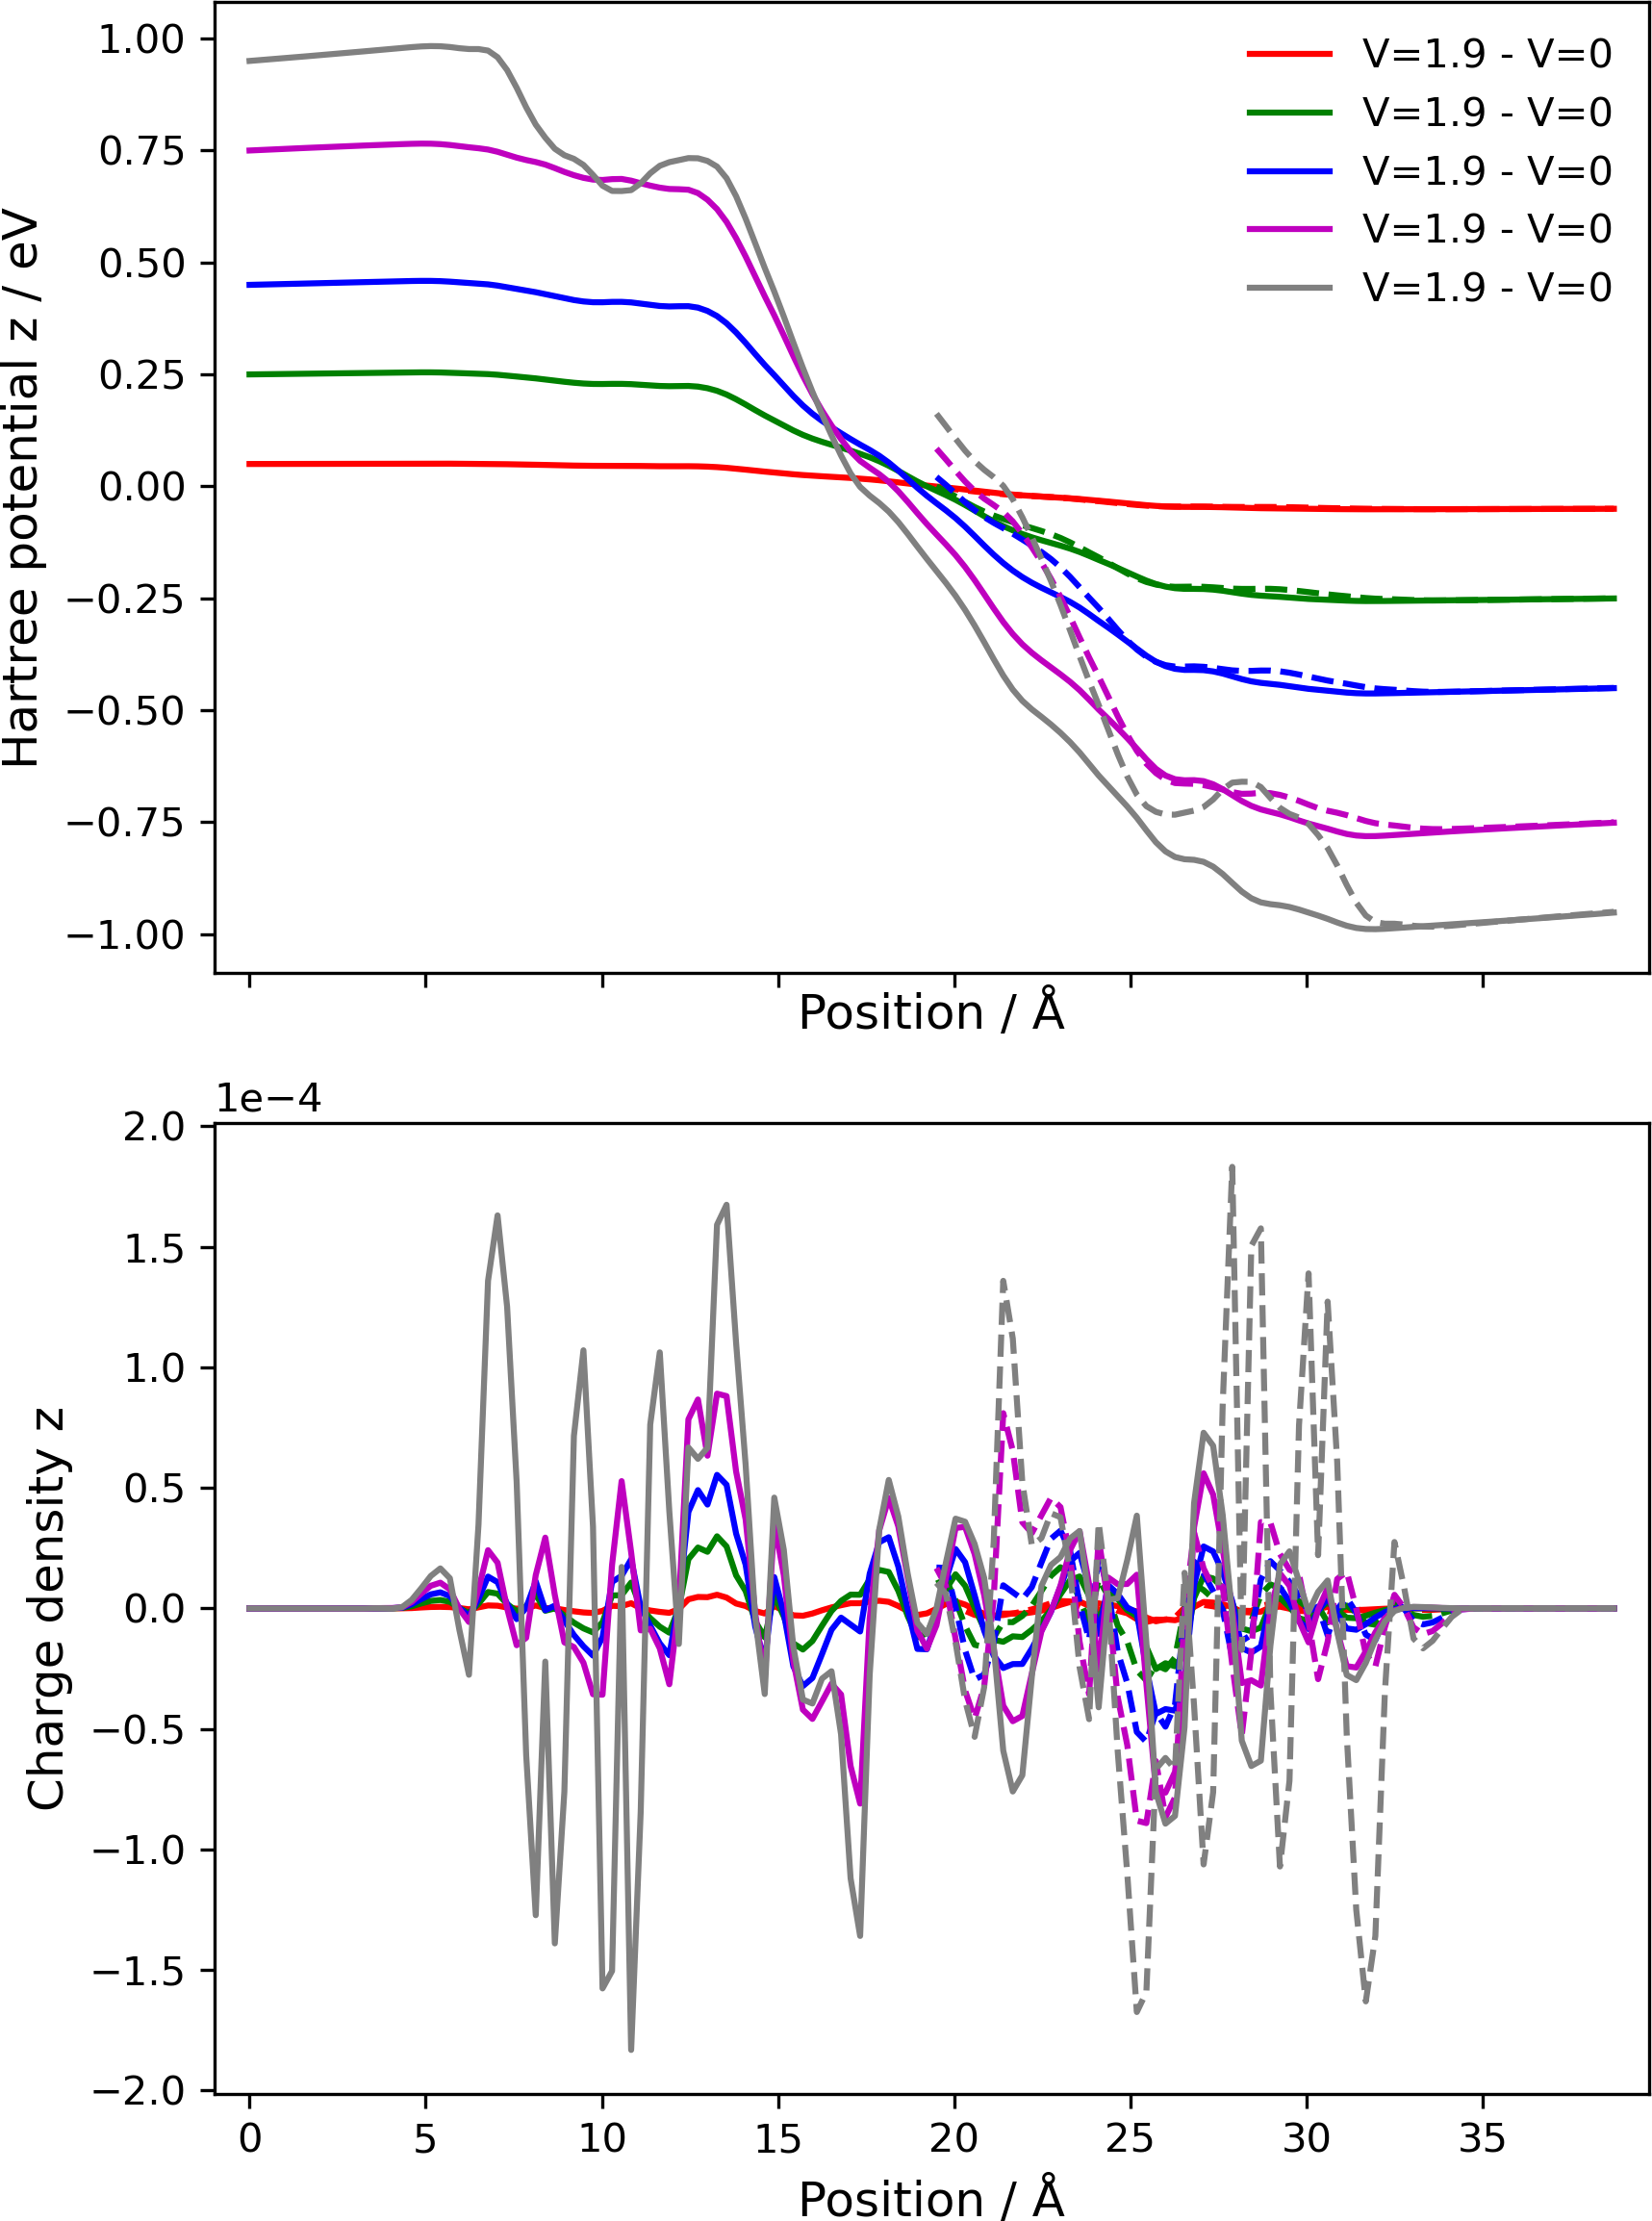 Hartree potential z / eV
1.00
0.75
0.50
0.25
0.00
−0.25
−0.50
−0.75
−1.00
V=1.9 - V=0
V=1.9 - V=0
V=1.9 - V=0
V=1.9 - V=0
V=1.9 - V=0
Position / Å
1e−4
Charge density z
2.0
1.5
1.0
0.5
0.0
−0.5
−1.0
−1.5
−2.0
0 5 10 15 20 25 30 35
Position / Å